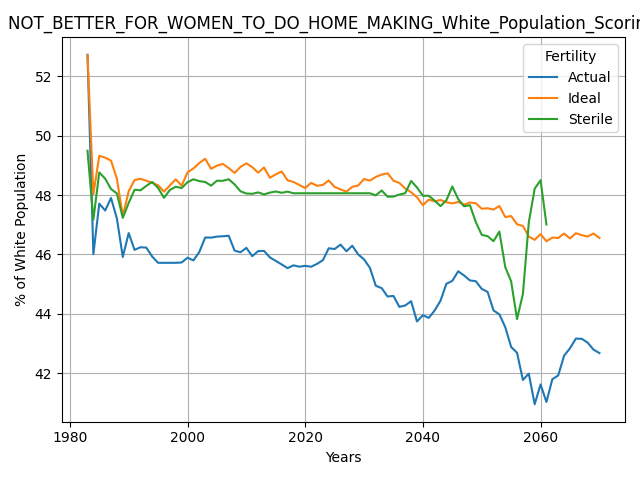 NOT_BETTER_FOR_WOMEN_TO_DO_HOME_MAKING_White_Population_Scorin
Fertility
Actual
Ideal
Sterile
% of White Population
52
50
48
46
44
42
1980
2000
2020
2040
2060
Years